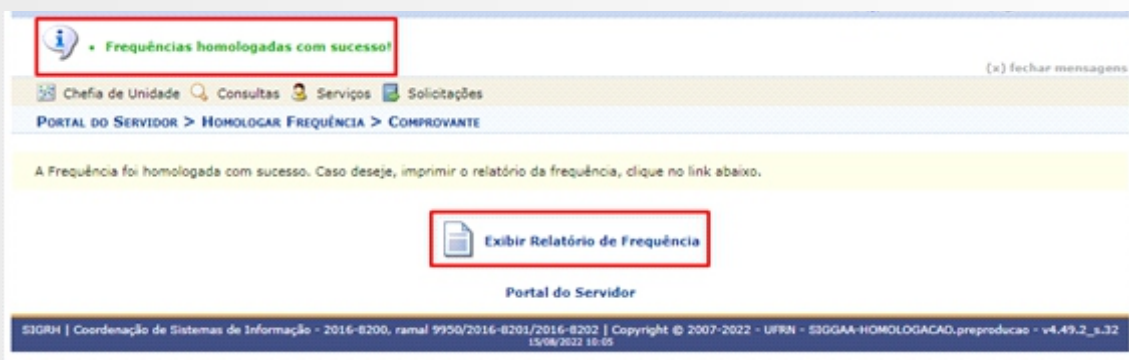 • Frequências homologadas com sucesso!
(x) fechar mensagens
Chefia de Unidade Consultas Serviços Solicitações
PORTAL DO SERVIDOR > HOMOLOGAR FREQUÊNCIA > COMPROVANTE
A Frequência foi homologada com sucesso. Caso deseje, imprimir o relatório da frequência, clique no link abaixo.
Exibir Relatório de Frequência
Portal do Servidor
SIGRH | Coordenação de Sistemas de Informação - 2016-8200, ramal 9950/2016-8201/2016-8202 | Copyright © 2007-2022 - UFRN - SIGGAA-HOMOLOGACAO.preproducao - v4.49.2_s.32
15/08/2022 10:05